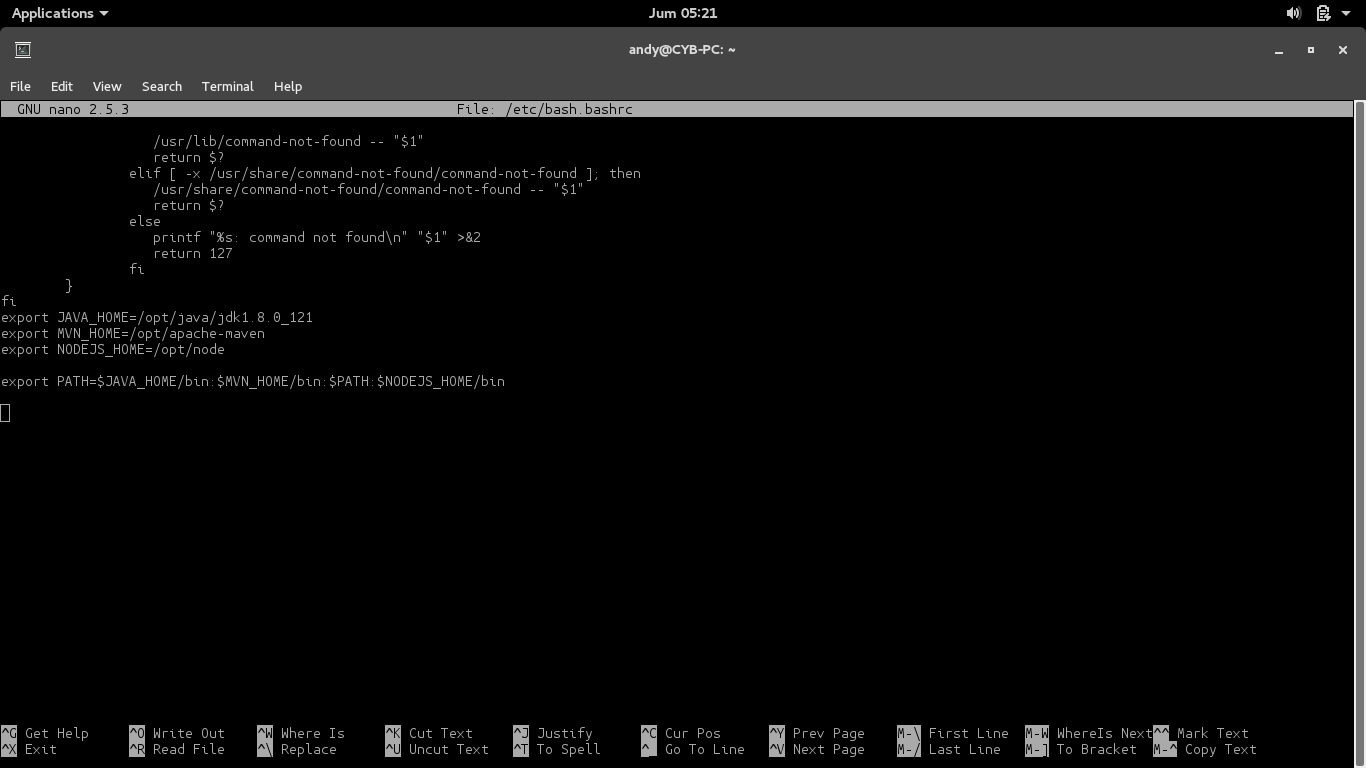 Applications
Jum 05:21
andy@CYB-PC: ~
File Edit View Search Terminal Help
GNU nano 2.5.3 File: /etc/bash.bashrc
/usr/lib/command-not-found -- "$1"
return $?
elif [ -x /usr/share/command-not-found/command-not-found ]; then
/usr/share/command-not-found/command-not-found -- "$1"
return $?
else
printf "%s: command not found\n" "$1" >&2
return 127
fi
}
fi
export JAVA_HOME=/opt/java/jdk1.8.0_121
export MVN_HOME=/opt/apache-maven
export NODEJS_HOME=/opt/node
export PATH=$JAVA_HOME/bin:$MVN_HOME/bin:$PATH:$NODEJS_HOME/bin
^G Get Help ^O Write Out ^W Where Is ^K Cut Text ^J Justify ^C Cur Pos ^Y Prev Page M-\ First Line M-W WhereIs Next ^^ Mark Text
^X Exit ^R Read File ^\ Replace ^U Uncut Text ^T To Spell ^_ Go To Line ^V Next Page M-/ Last Line M-] To Bracket M-^ Copy Text